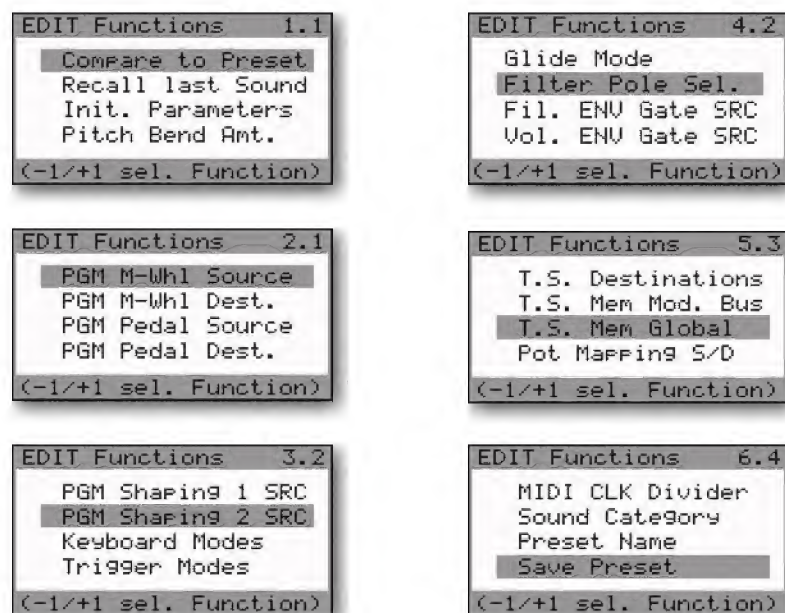 EDIT Functions 1.1
Compare to Preset
Recall last Sound
Init. Parameters
Pitch Bend Amt.
(-1/+1 sel. Function)
EDIT Functions 2.1
PGM M-Whl Source
PGM M-Whl Dest.
PGM Pedal Source
PGM Pedal Dest.
(-1/+1 sel. Function)
EDIT Functions 3.2
PGM Shaping 1 SRC
PGM Shaping 2 SRC
Keyboard Modes
Trigger Modes
(-1/+1 sel. Function)
EDIT Functions 4.2
Glide Mode
Filter Pole Sel.
Fil. ENV Gate SRC
Vol. ENV Gate SRC
(-1/+1 sel. Function)
EDIT Functions 5.3
T.S. Destinations
T.S. Mem Mod. Bus
T.S. Mem Global
Pot Mapping S/D
(-1/+1 sel. Function)
EDIT Functions 6.4
MIDI CLK Divider
Sound Category
Preset Name
Save Preset
(-1/+1 sel. Function)